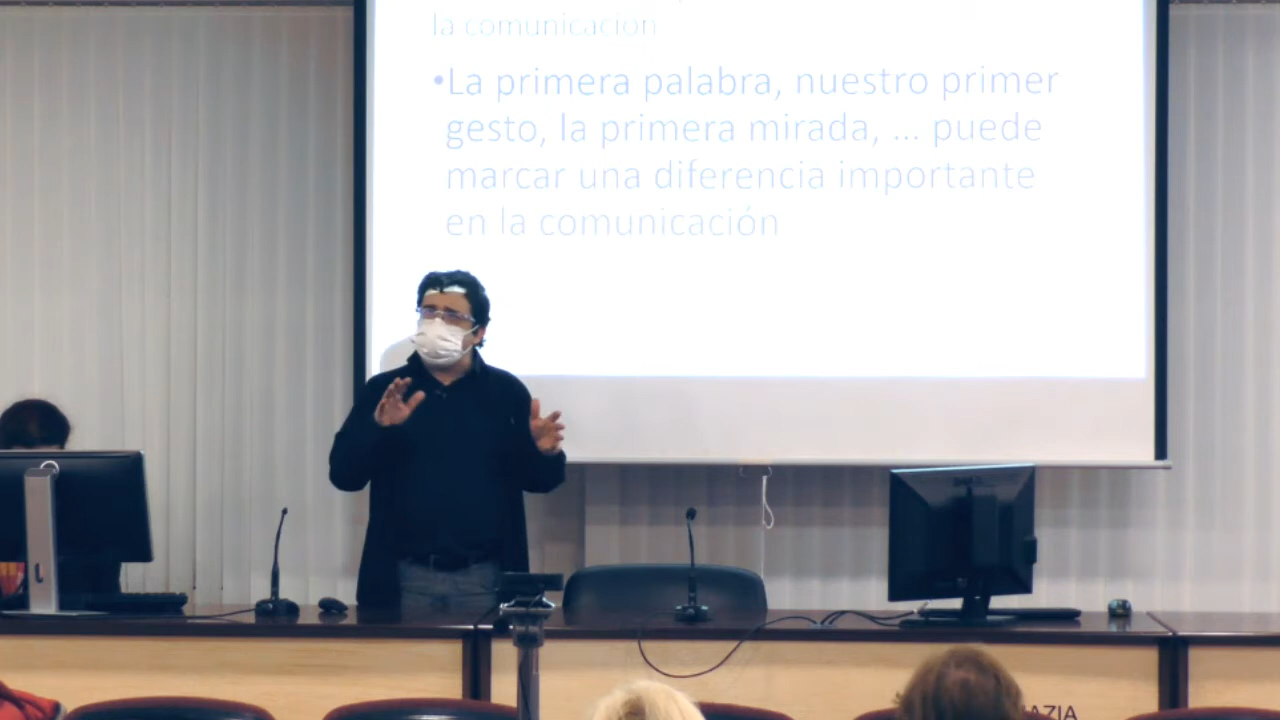 la comunicación
•La primera palabra, nuestro primer
gesto, la primera mirada, ... puede
marcar una diferencia importante
en la comunicación